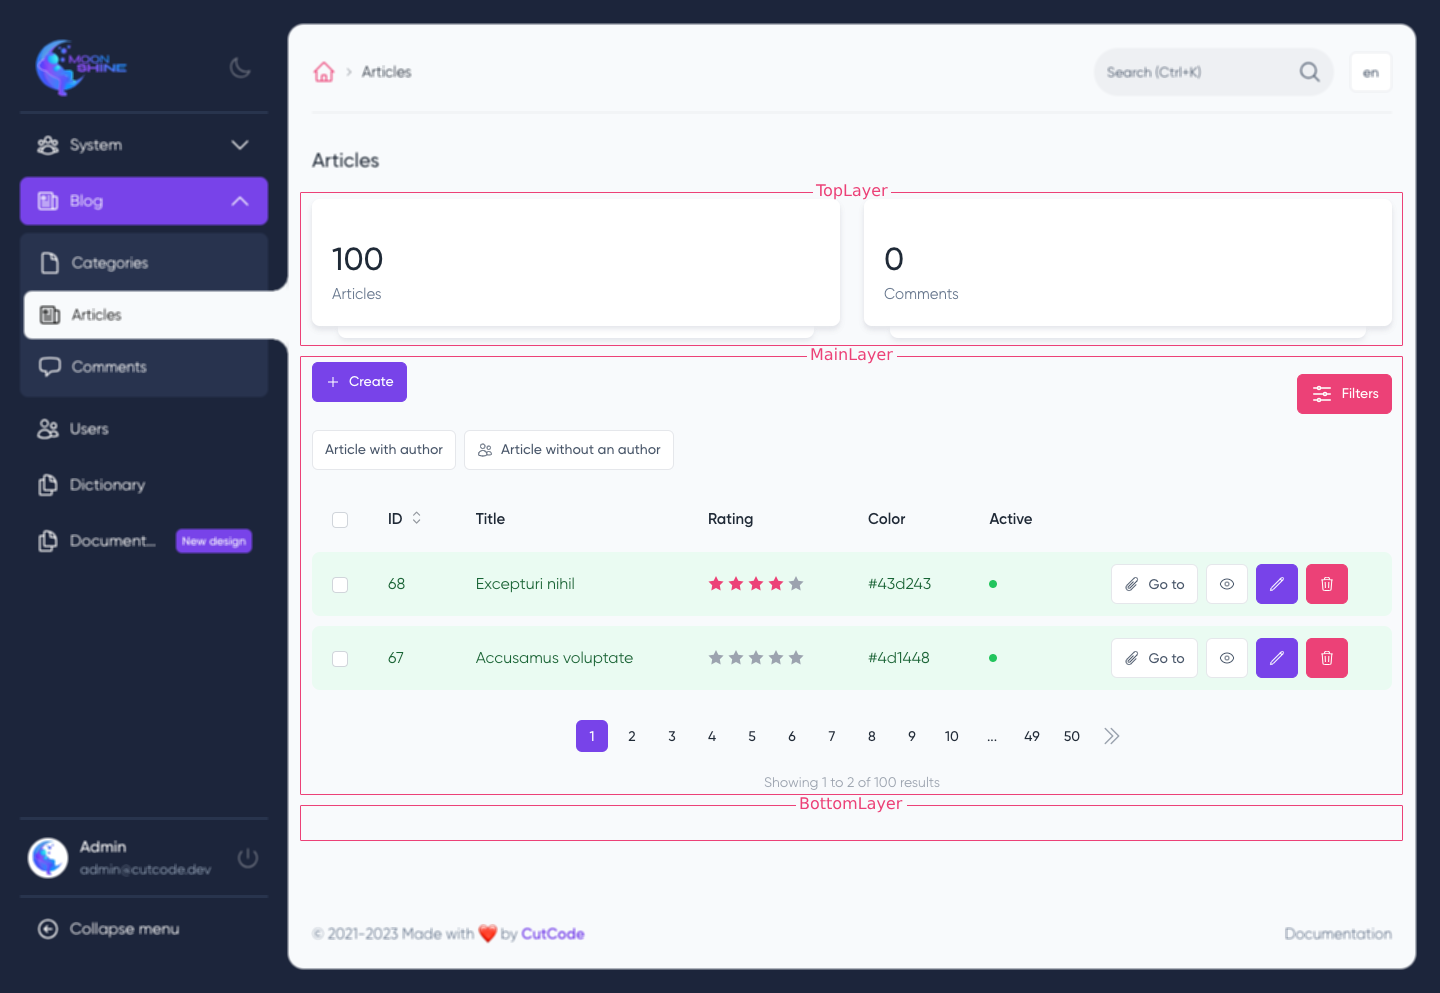 MOON
SHINE
System
Blog
Categories
Articles
Comments
Users
Dictionary
Document... New design
Admin
admin@cutcode.dev
Collapse menu
Articles
Search (Ctrl+K)
en
Articles
TopLayer
100
Articles
0
Comments
MainLayer
Create
Filters
Article with author
Article without an author
ID Title Rating Color Active
68 Excepturi nihil #43d243 Go to
67 Accusamus voluptate #4d1448 Go to
1 2 3 4 5 6 7 8 9 10 ... 49 50
Showing 1 to 2 of 100 results
BottomLayer
© 2021-2023 Made with ❤️ by CutCode
Documentation